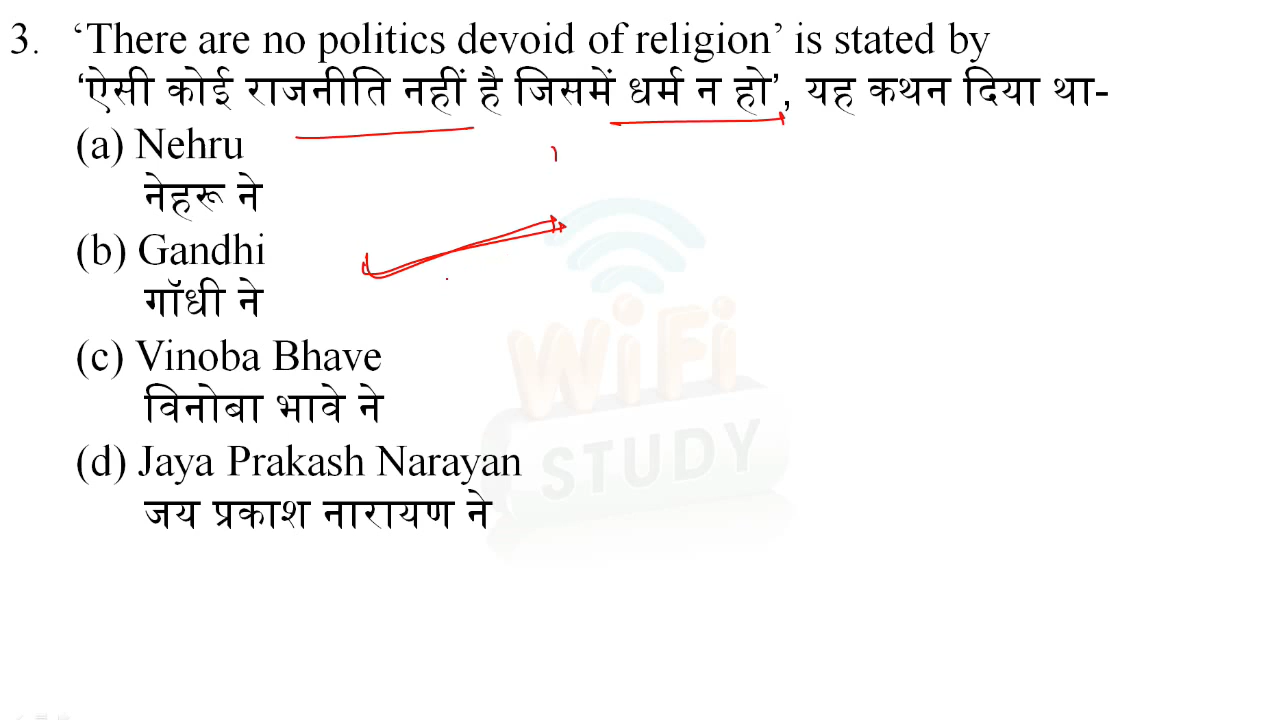 3. ‘There are no politics devoid of religion’ is stated by
‘ऐसी कोई राजनीति नहीं है जिसमें धर्म न हो’, यह कथन दिया था-
(a) Nehru
नेहरू ने
(b) Gandhi
गाॅधी ने
(c) Vinoba Bhave
विनोबा भावे ने
(d) Jaya Prakash Narayan
जय प्रकाश नारायण ने
WiFi
STUDY